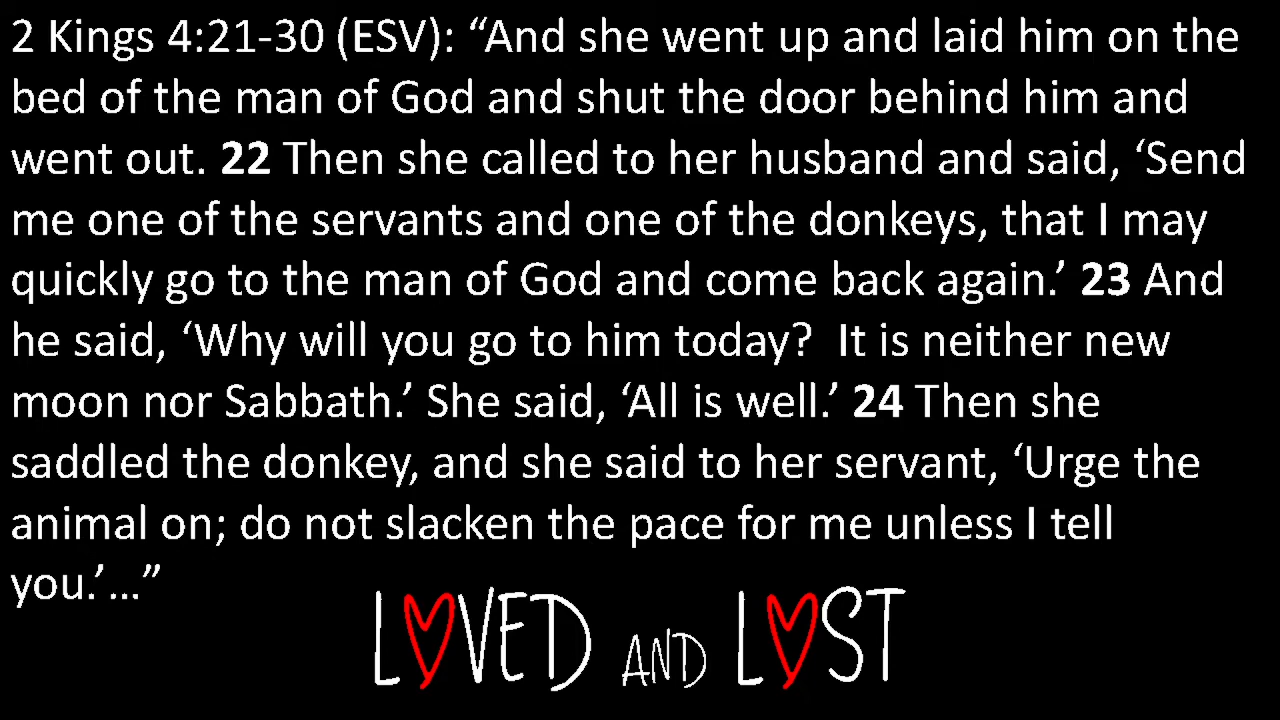 2 Kings 4:21-30 (ESV): “And she went up and laid him on the
bed of the man of God and shut the door behind him and
went out. 22 Then she called to her husband and said, ‘Send
me one of the servants and one of the donkeys, that I may
quickly go to the man of God and come back again.’ 23 And
he said, ‘Why will you go to him today?  It is neither new
moon nor Sabbath.’ She said, ‘All is well.’ 24 Then she
saddled the donkey, and she said to her servant, ‘Urge the
animal on; do not slacken the pace for me unless I tell
you.’…”
LOVED AND LOST